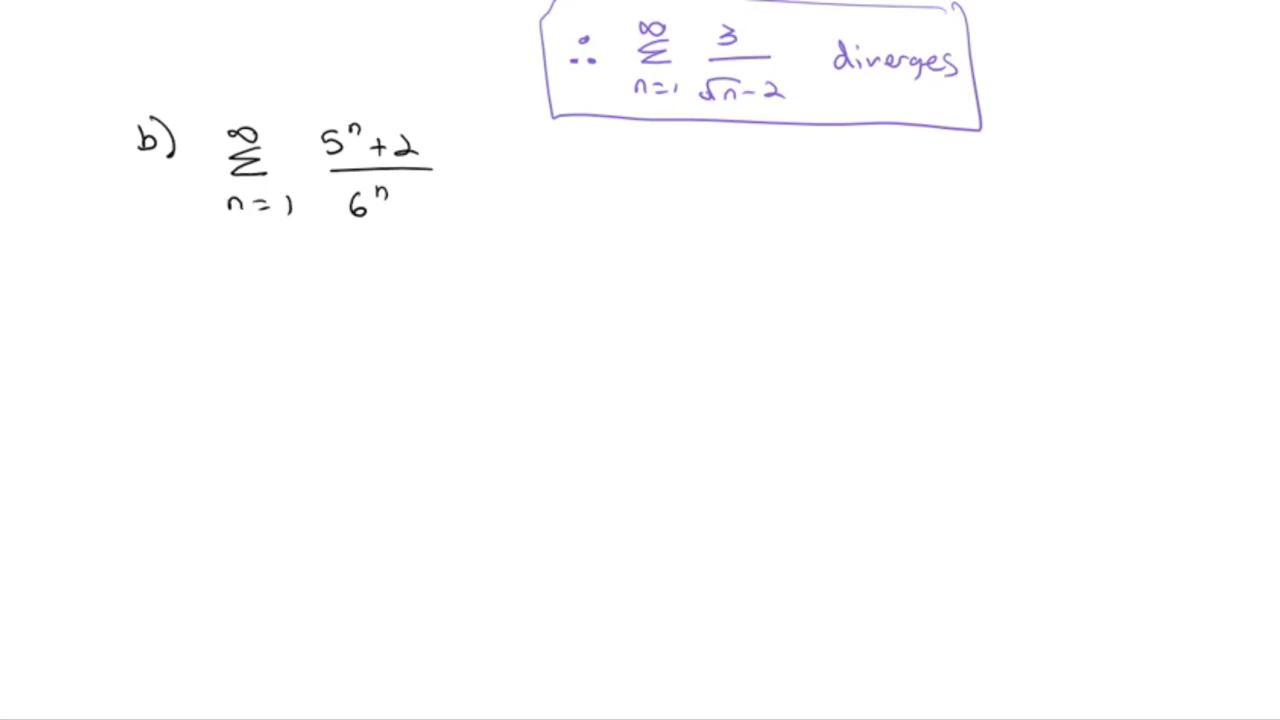 ∴ ∞ Σ n=1 3/(√n-2) diverges
b) ∞ Σ n=1 (5ⁿ+2)/6ⁿ